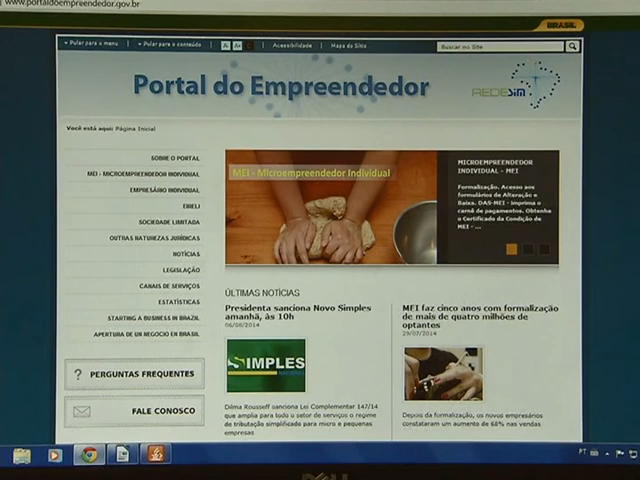 www.portaldoempreendedor.gov.br
BRASIL
Pular para o menu | Pular para o conteúdo | A- A+ | Acessibilidade | Mapa do Sítio
Buscar no Site
Portal do Empreendedor
REDESIM
Você está aqui: Página Inicial
SOBRE O PORTAL
MEI - MICROEMPREENDEDOR INDIVIDUAL
EMPRESÁRIO INDIVIDUAL
EIRELI
SOCIEDADE LIMITADA
OUTRAS NATUREZAS JURÍDICAS
NOTÍCIAS
LEGISLAÇÃO
CANAIS DE SERVIÇOS
ESTATÍSTICAS
STARTING A BUSINESS IN BRAZIL
APERTURA DE UN NEGOCIO EN BRASIL
? PERGUNTAS FREQUENTES
FALE CONOSCO
MEI - Microempreendedor Individual
MICROEMPREENDEDOR
INDIVIDUAL - MEI
Formalização. Acesso aos
formulários de Alteração e
Baixa. DAS-MEI - imprima o
carnê de pagamentos. Obtenha
o Certificado da Condição de
MEI - ...
ÚLTIMAS NOTÍCIAS
Presidenta sanciona Novo Simples
amanhã, às 10h
06/08/2014
SIMPLES
Dilma Rousseff sanciona Lei Complementar 147/14
que amplia para todo o setor de serviços o regime
de tributação simplificado para micro e pequenas
empresas
MEI faz cinco anos com formalização
de mais de quatro milhões de
optantes
29/07/2014
Depois da formalização, os novos empresários
constataram um aumento de 68% nas vendas
PT
DELL